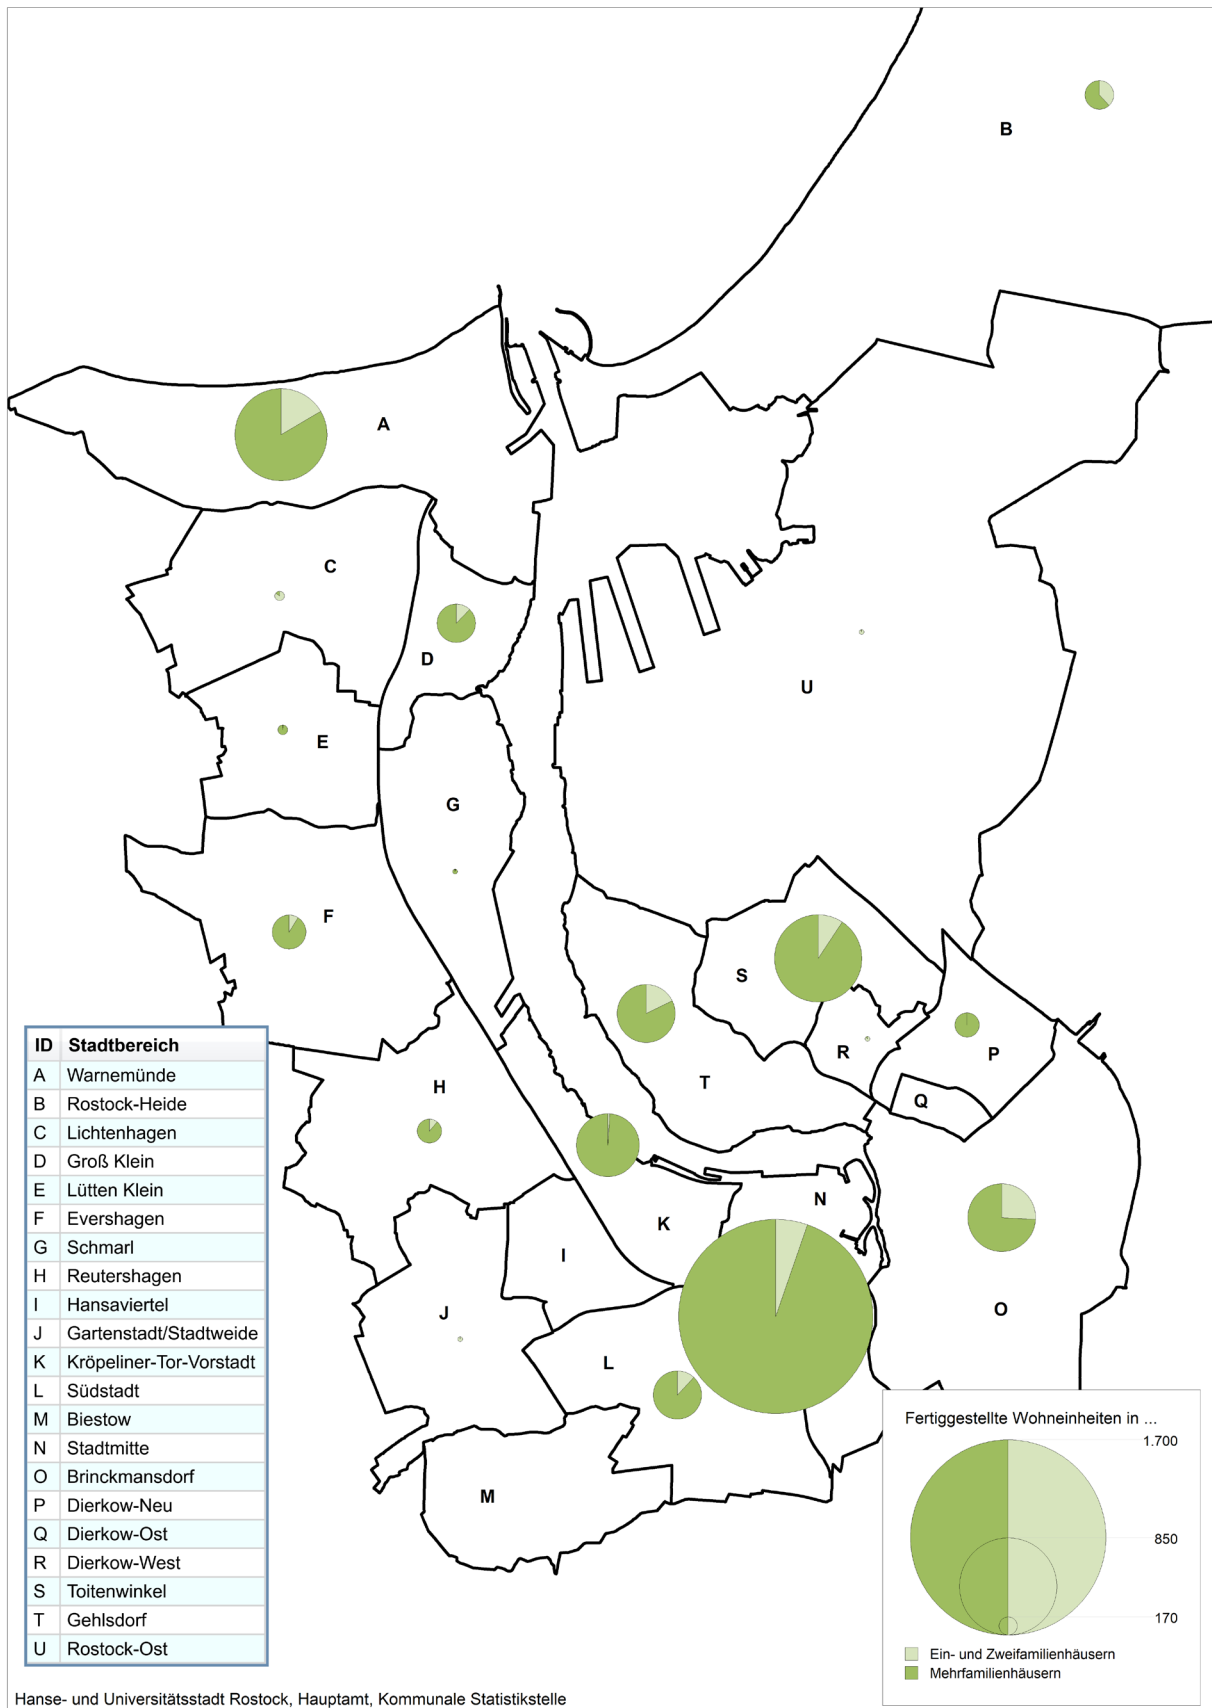 B
A
C
D
U
E
G
F
S
R
P
T
H
Q
N
K
I
J
O
L
M
ID Stadtbereich
A Warnemünde
B Rostock-Heide
C Lichtenhagen
D Groß Klein
E Lütten Klein
F Evershagen
G Schmarl
H Reutershagen
I Hansaviertel
J Gartenstadt/Stadtweide
K Kröpeliner-Tor-Vorstadt
L Südstadt
M Biestow
N Stadtmitte
O Brinckmansdorf
P Dierkow-Neu
Q Dierkow-Ost
R Dierkow-West
S Toitenwinkel
T Gehlsdorf
U Rostock-Ost
Fertiggestellte Wohneinheiten in ...
1.700
850
170
Ein- und Zweifamilienhäusern
Mehrfamilienhäusern
Hanse- und Universitätsstadt Rostock, Hauptamt, Kommunale Statistikstelle